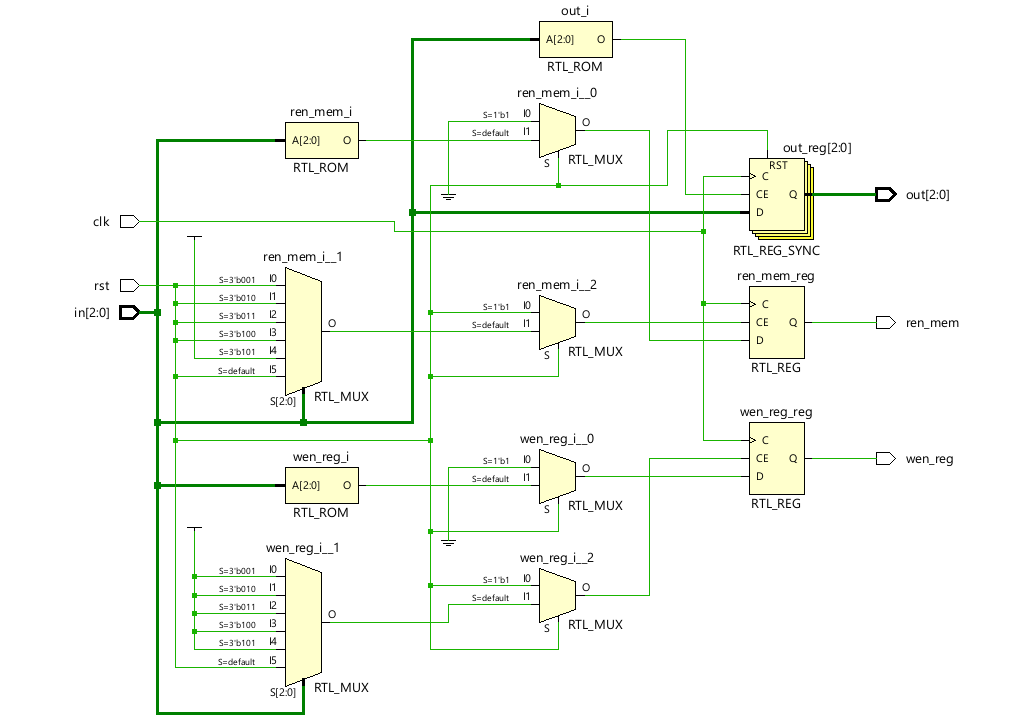 out_i
A[2:0] O
RTL_ROM
ren_mem_i__0
S=1'b1 I0
S=default I1
O
S
RTL_MUX
ren_mem_i
A[2:0] O
RTL_ROM
out_reg[2:0]
RST
C
CE Q
D
RTL_REG_SYNC
out[2:0]
clk
rst
in[2:0]
ren_mem_i__1
S=3'b001 I0
S=3'b010 I1
S=3'b011 I2
S=3'b100 I3
S=3'b101 I4
S=default I5
O
S[2:0]
RTL_MUX
ren_mem_i__2
S=1'b1 I0
S=default I1
O
S
RTL_MUX
ren_mem_reg
C
CE Q
D
RTL_REG
ren_mem
wen_reg_i
A[2:0] O
RTL_ROM
wen_reg_i__0
S=1'b1 I0
S=default I1
O
S
RTL_MUX
wen_reg_reg
C
CE Q
D
RTL_REG
wen_reg
wen_reg_i__1
S=3'b001 I0
S=3'b010 I1
S=3'b011 I2
S=3'b100 I3
S=3'b101 I4
S=default I5
O
S[2:0]
RTL_MUX
wen_reg_i__2
S=1'b1 I0
S=default I1
O
S
RTL_MUX